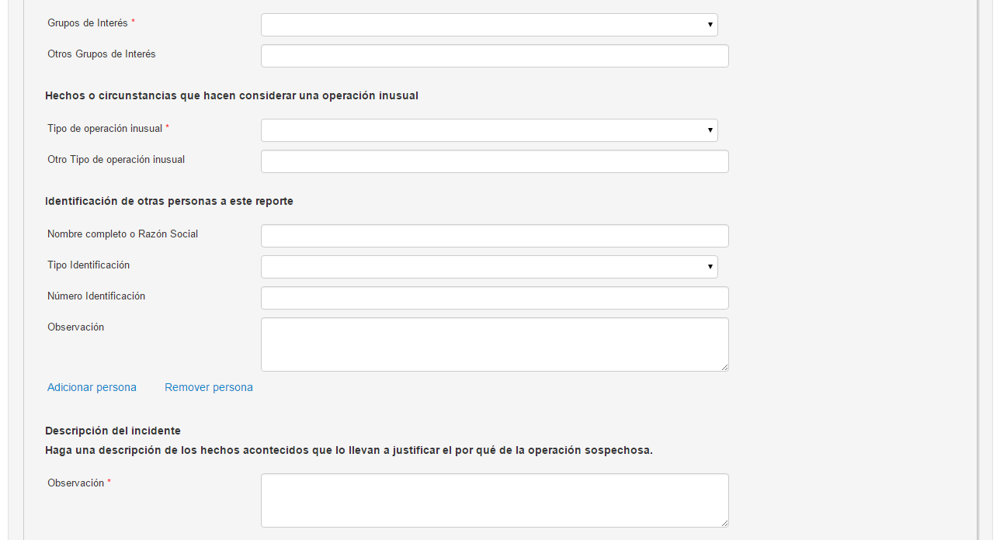 Grupos de Interés *
Otros Grupos de Interés
Hechos o circunstancias que hacen considerar una operación inusual
Tipo de operación inusual *
Otro Tipo de operación inusual
Identificación de otras personas a este reporte
Nombre completo o Razón Social
Tipo Identificación
Número Identificación
Observación
Adicionar persona Remover persona
Descripción del incidente
Haga una descripción de los hechos acontecidos que lo llevan a justificar el por qué de la operación sospechosa.
Observación *